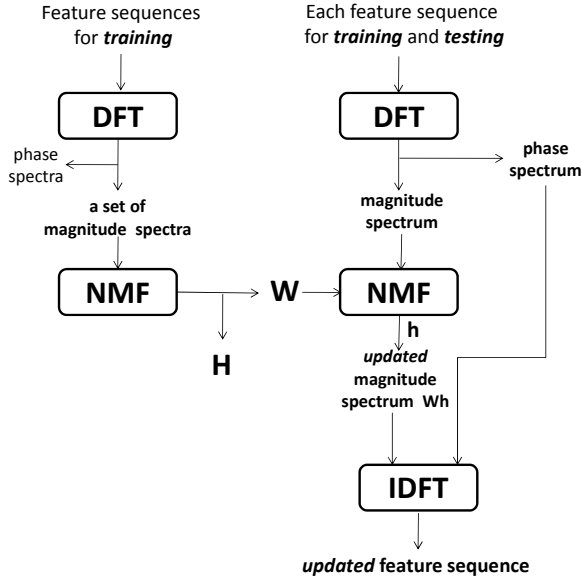 Feature sequences
for training
DFT
phase
spectra
a set of
magnitude spectra
NMF
H
W
Each feature sequence
for training and testing
DFT
phase
spectrum
magnitude
spectrum
NMF
h
updated
magnitude
spectrum Wh
IDFT
updated feature sequence